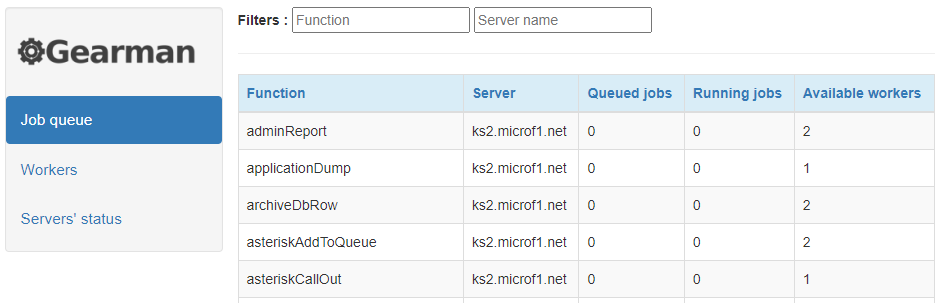 Gearman
Job queue
Workers
Servers' status
Filters : Function Server name
Function Server Queued jobs Running jobs Available workers
adminReport ks2.microf1.net 0 0 2
applicationDump ks2.microf1.net 0 0 1
archiveDbRow ks2.microf1.net 0 0 2
asteriskAddToQueue ks2.microf1.net 0 0 2
asteriskCallOut ks2.microf1.net 0 0 1